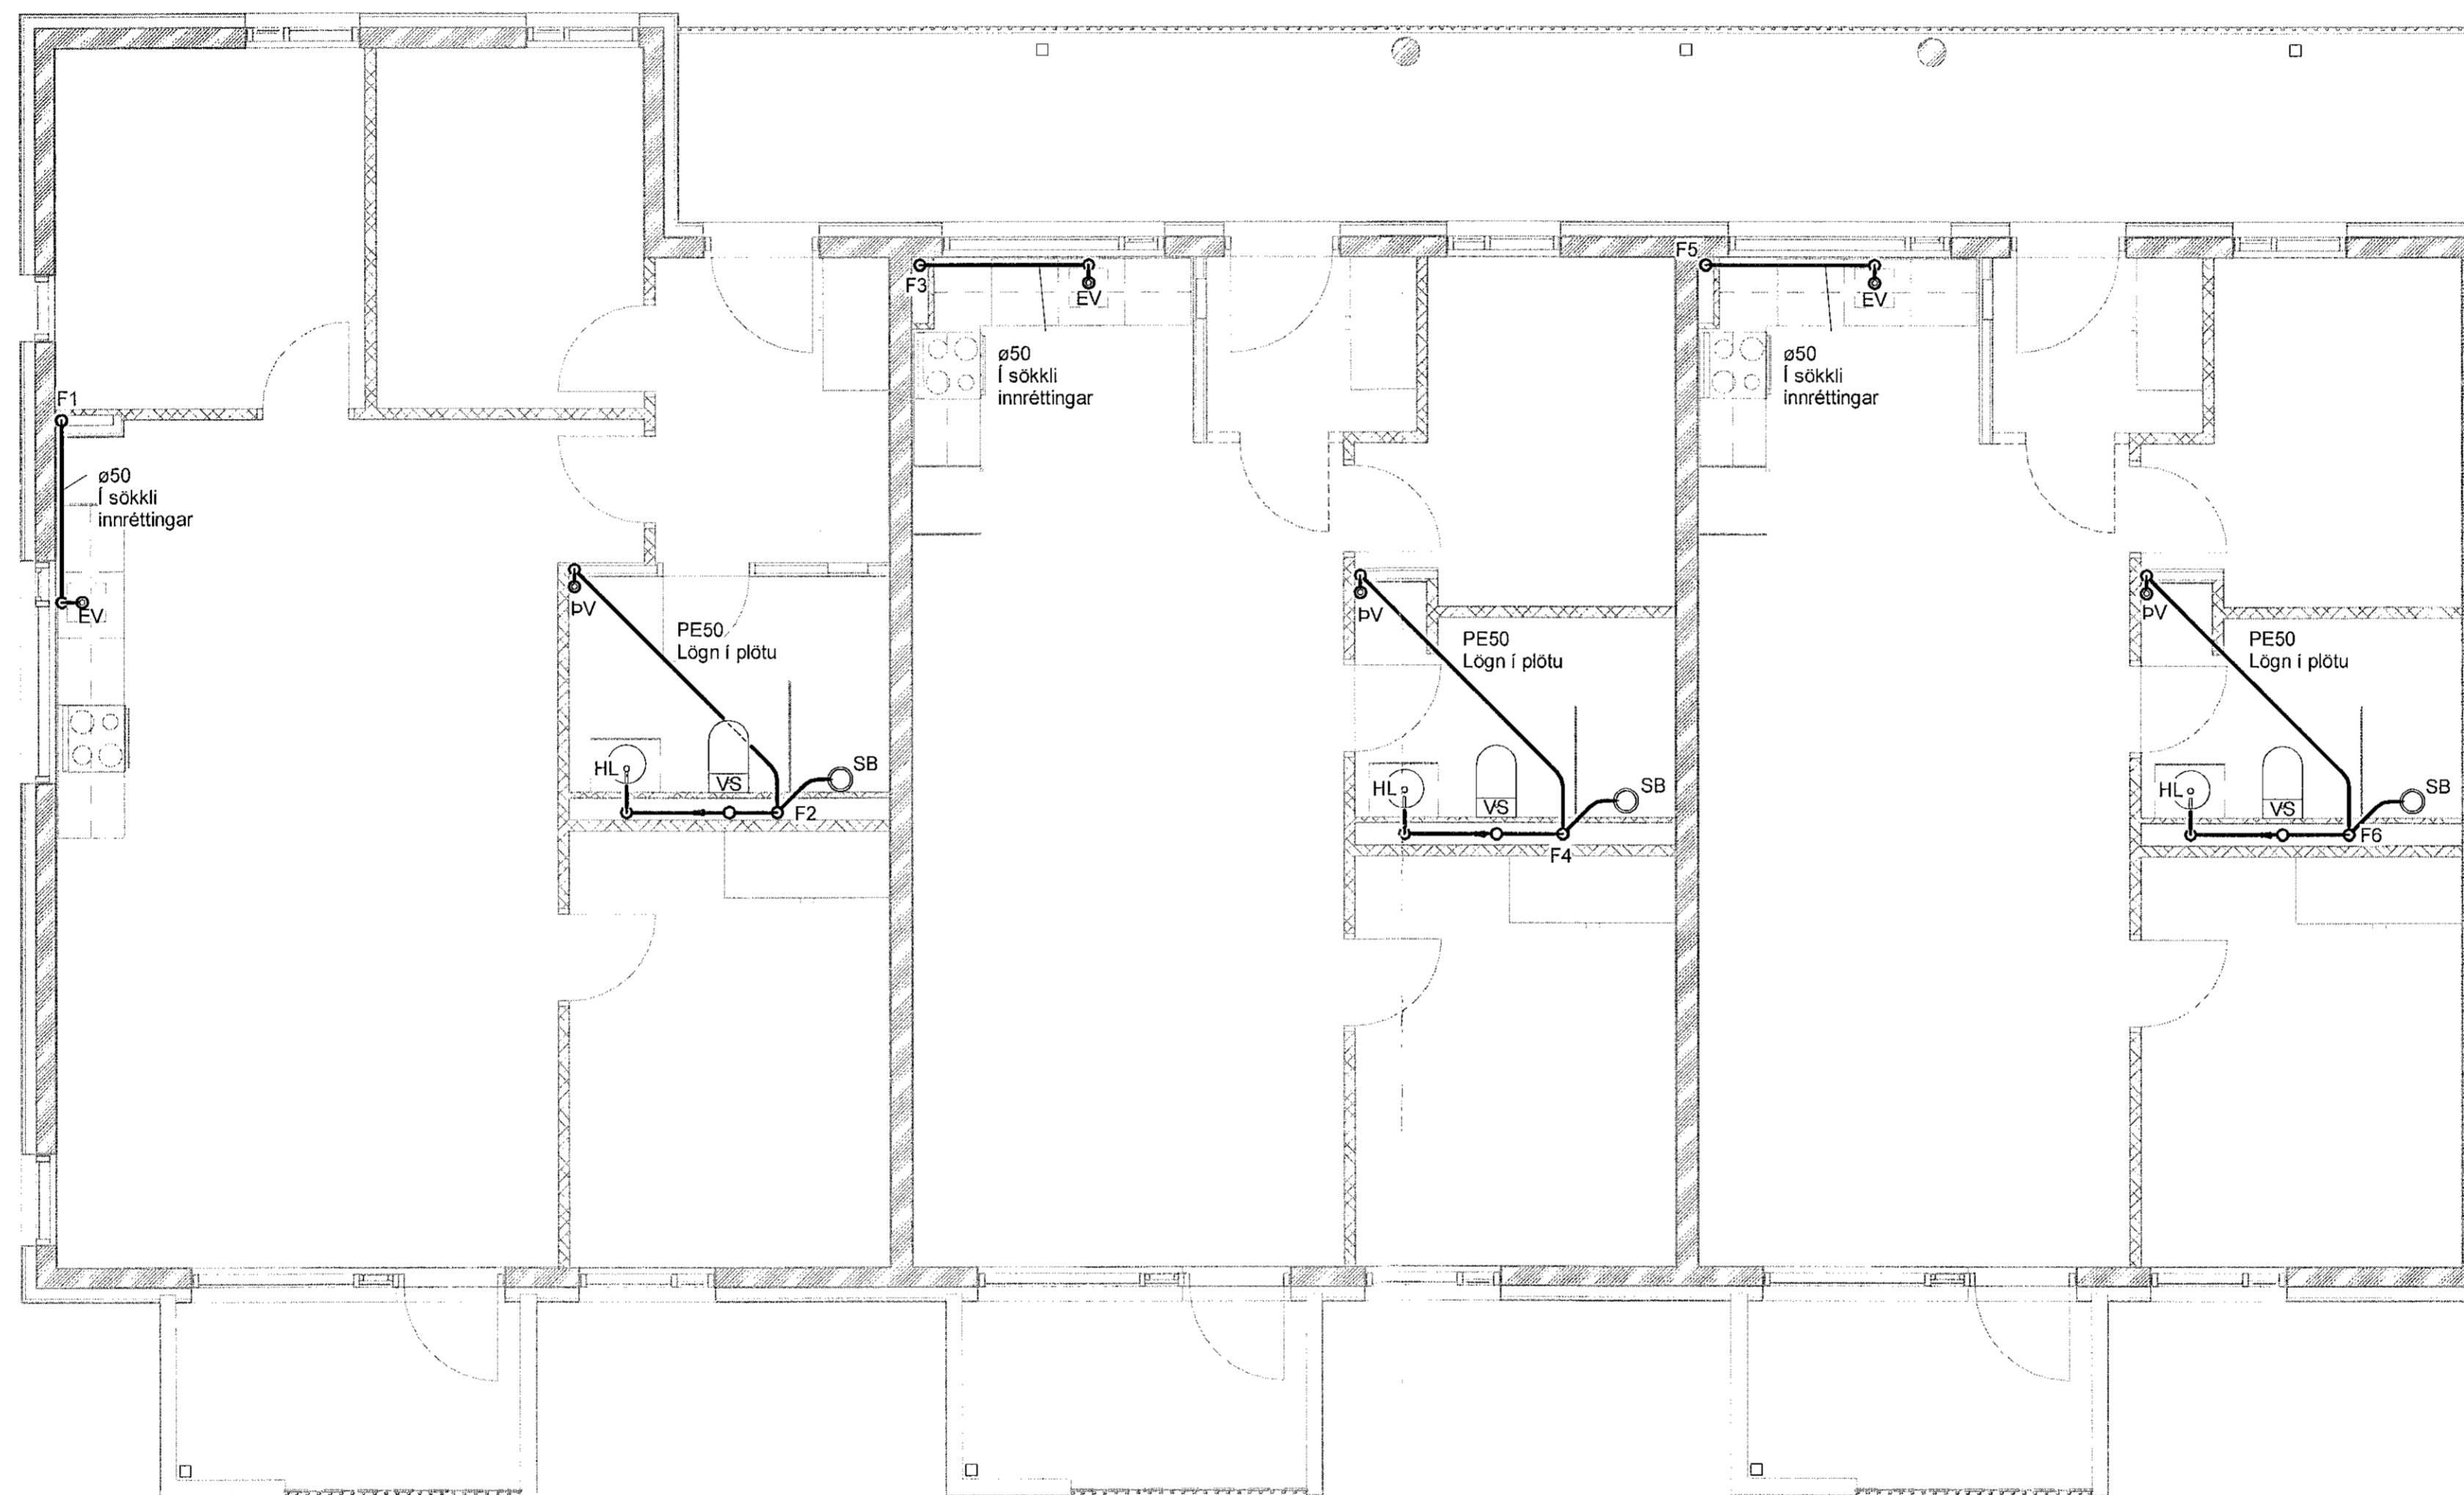 F1
ø50
Í sökkli
innréttingar
EV
ÞV
PE50
Lögn í plötu
HL
VS
SB
F2
F3
EV
ø50
Í sökkli
innréttingar
ÞV
PE50
Lögn í plötu
HL
VS
SB
F4
F5
EV
ø50
Í sökkli
innréttingar
ÞV
PE50
Lögn í plötu
HL
VS
SB
F6